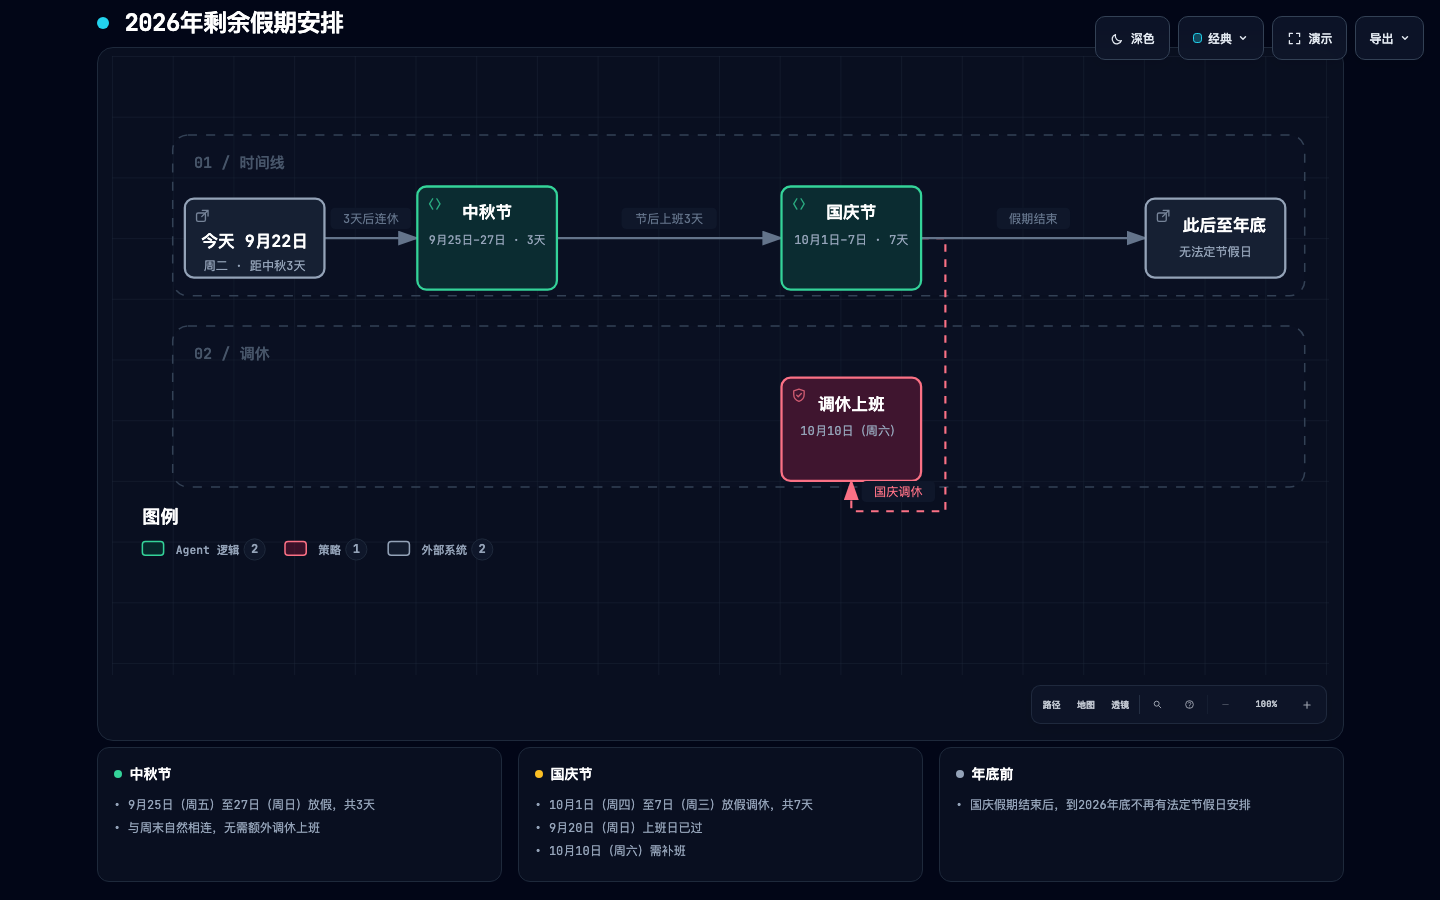 2026年剩余假期安排
深色
经典
演示
导出
01 / 时间线
今天 9月22日
周二 · 距中秋3天
3天后连休
中秋节
9月25日-27日 · 3天
节后上班3天
国庆节
10月1日-7日 · 7天
假期结束
此后至年底
无法定节假日
02 / 调休
调休上班
10月10日（周六）
国庆调休
图例
Agent 逻辑 2
策略 1
外部系统 2
路径 地图 透镜 100%
中秋节
• 9月25日（周五）至27日（周日）放假，共3天
• 与周末自然相连，无需额外调休上班
国庆节
• 10月1日（周四）至7日（周三）放假调休，共7天
• 9月20日（周日）上班日已过
• 10月10日（周六）需补班
年底前
• 国庆假期结束后，到2026年底不再有法定节假日安排